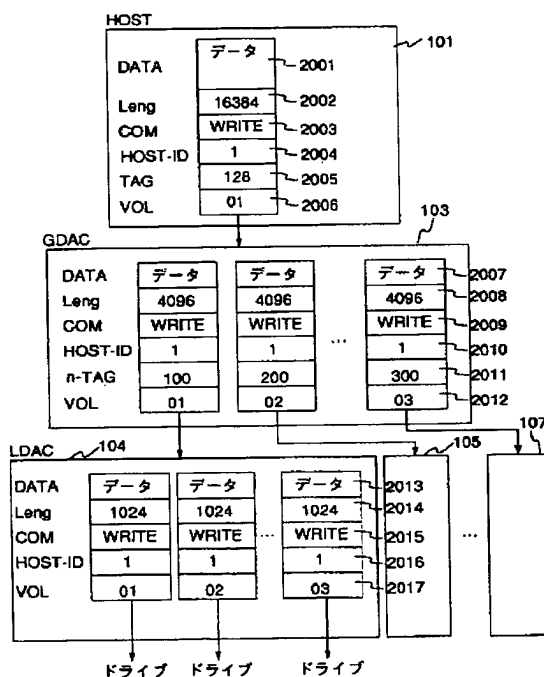 HOST
101
DATA データ 2001
Leng 16384 2002
COM WRITE 2003
HOST-ID 1 2004
TAG 128 2005
VOL 01 2006
GDAC
103
DATA データ データ データ 2007
Leng 4096 4096 4096 2008
COM WRITE WRITE ... WRITE 2009
HOST-ID 1 1 1 2010
n-TAG 100 200 300 2011
VOL 01 02 03 2012
LDAC
104
105
107
DATA データ データ データ 2013
Leng 1024 1024 1024 2014
COM WRITE WRITE ... WRITE 2015 ...
HOST-ID 1 1 1 2016
VOL 01 02 03 2017
ドライブ ドライブ ドライブ